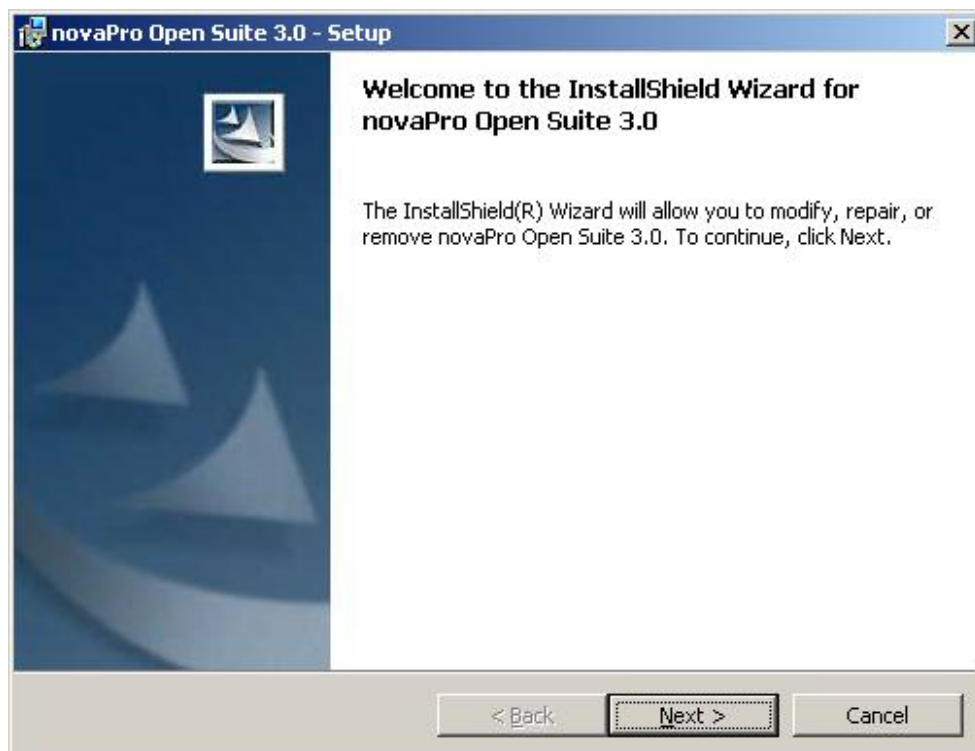 novaPro Open Suite 3.0 - Setup
Welcome to the InstallShield Wizard for
novaPro Open Suite 3.0
The InstallShield(R) Wizard will allow you to modify, repair, or
remove novaPro Open Suite 3.0. To continue, click Next.
< Back
Next >
Cancel